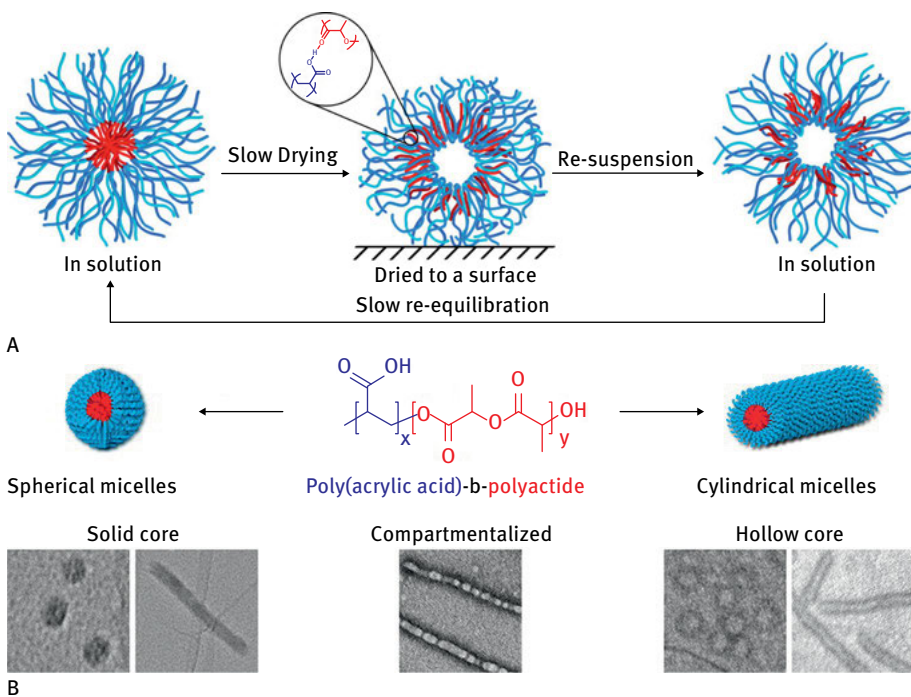 O
H
O
O
O
Slow Drying
Re-suspension
In solution
Dried to a surface
In solution
Slow re-equilibration
A
O
OH
O
O
O
O
OH
x
y
Spherical micelles
Poly(acrylic acid)-b-polyactide
Cylindrical micelles
Solid core
Compartmentalized
Hollow core
B